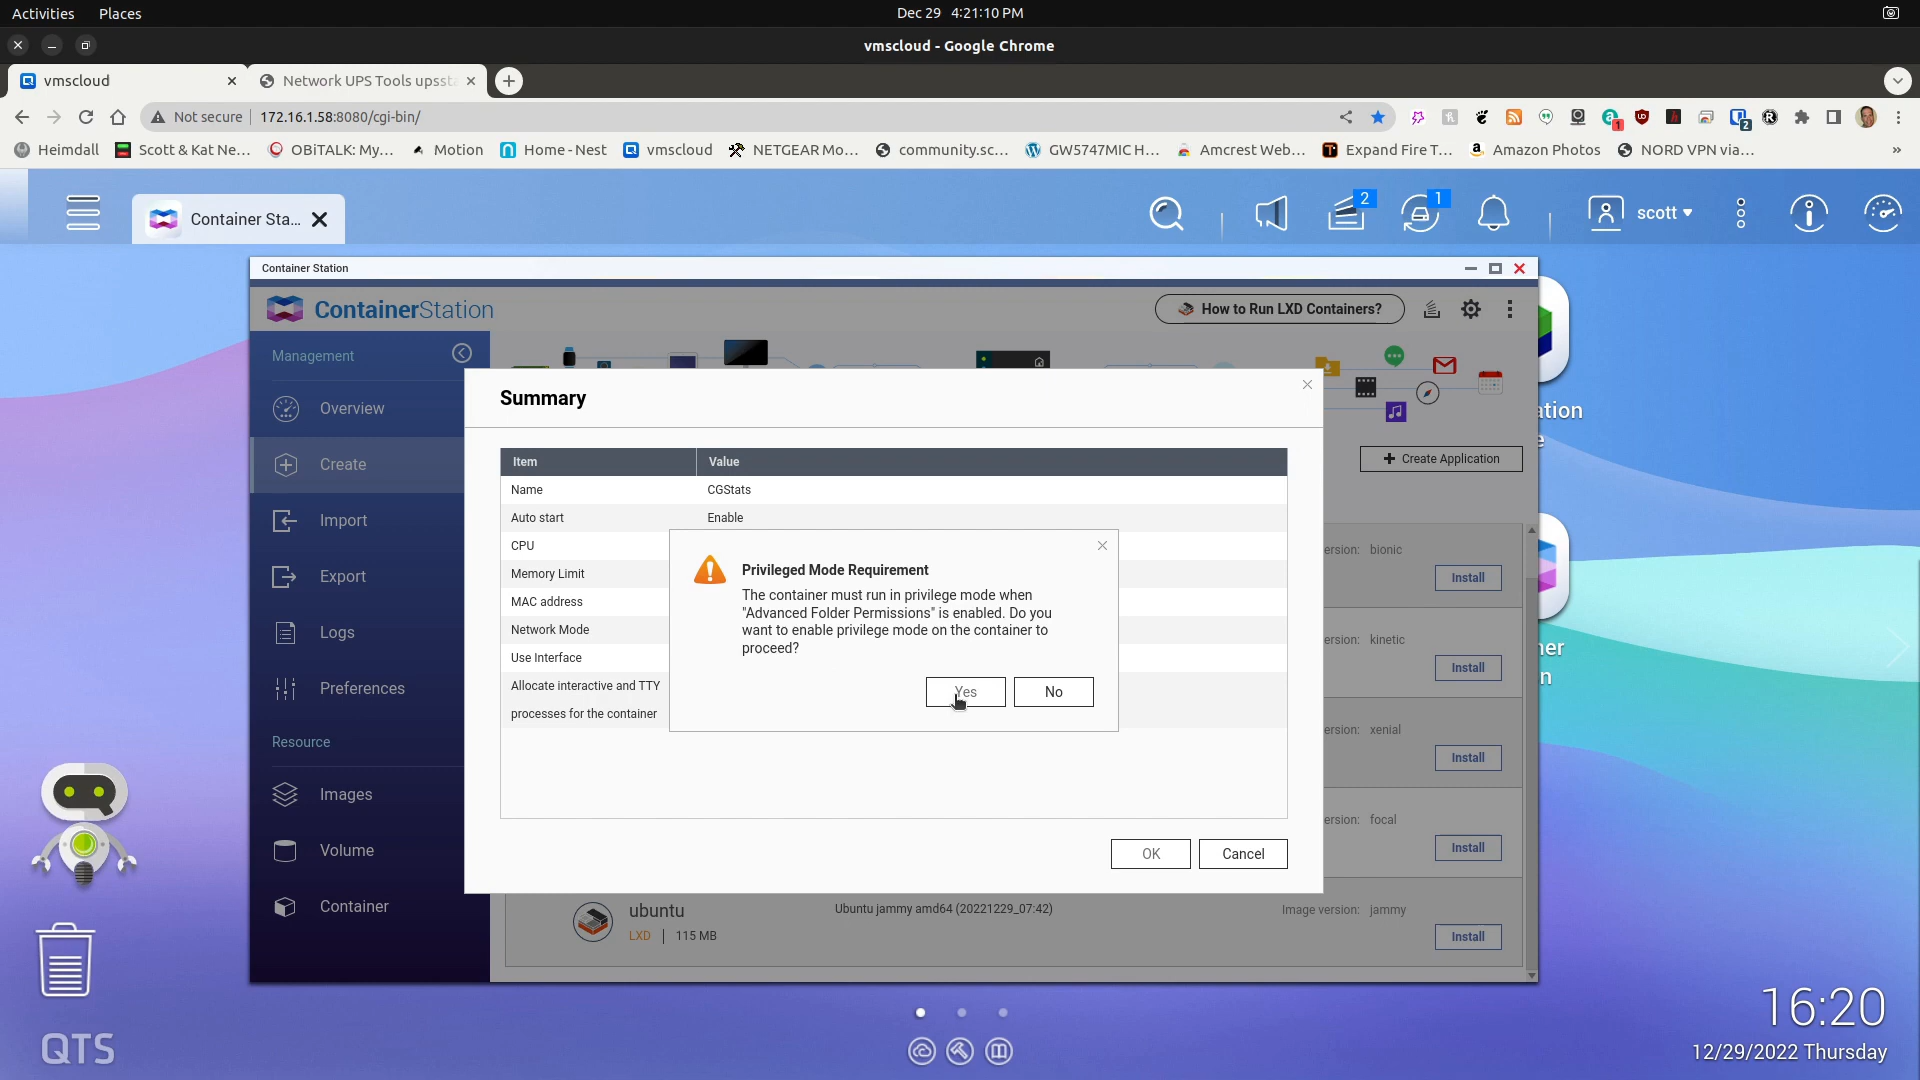 Activities Places Dec 29 4:21:10 PM
vmscloud - Google Chrome
vmscloud Network UPS Tools upsst
Not secure 172.16.1.58:8080/cgi-bin/ 1 2
Heimdall Scott & Kat Ne... OBiTALK: My... Motion Home - Nest vmscloud NETGEAR Mo... community.sc... GW5747MIC H... Amcrest Web... Expand Fire T... Amazon Photos NORD VPN via... »
Container Sta... 2 1 scott
Container Station
ContainerStation How to Run LXD Containers?
Management
Overview
Create
Import
Export
Logs
Preferences
Resource
Images
Volume
Container
Summary
Item Value
Name CGStats
Auto start Enable
CPU
Memory Limit
MAC address
Network Mode
Use Interface
Allocate interactive and TTY
processes for the container
Privileged Mode Requirement
The container must run in privilege mode when
"Advanced Folder Permissions" is enabled. Do you
want to enable privilege mode on the container to
proceed?
Yes No
OK Cancel
+ Create Application
ersion: bionic
Install
ersion: kinetic
Install
ersion: xenial
Install
ersion: focal
Install
ubuntu Ubuntu jammy amd64 (20221229_07:42) Image version: jammy
LXD | 115 MB Install
ation
e
ner
n
QTS
16:20
12/29/2022 Thursday